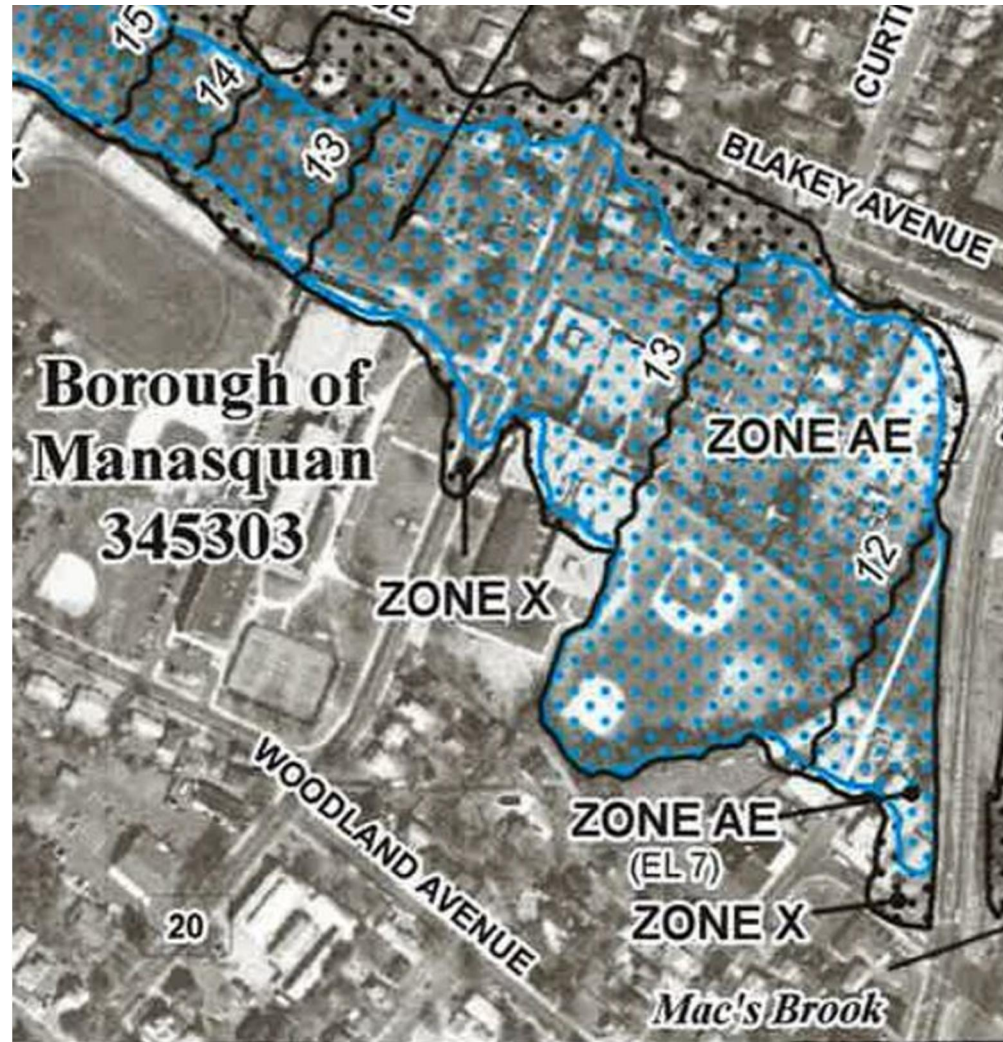 15
14
13
CURTI
BLAKEY AVENUE
13
ZONE AE
Borough of
Manasquan
345303
12
ZONE X
WOODLAND AVENUE
ZONE AE
(EL 7)
ZONE X
20
Mac's Brook